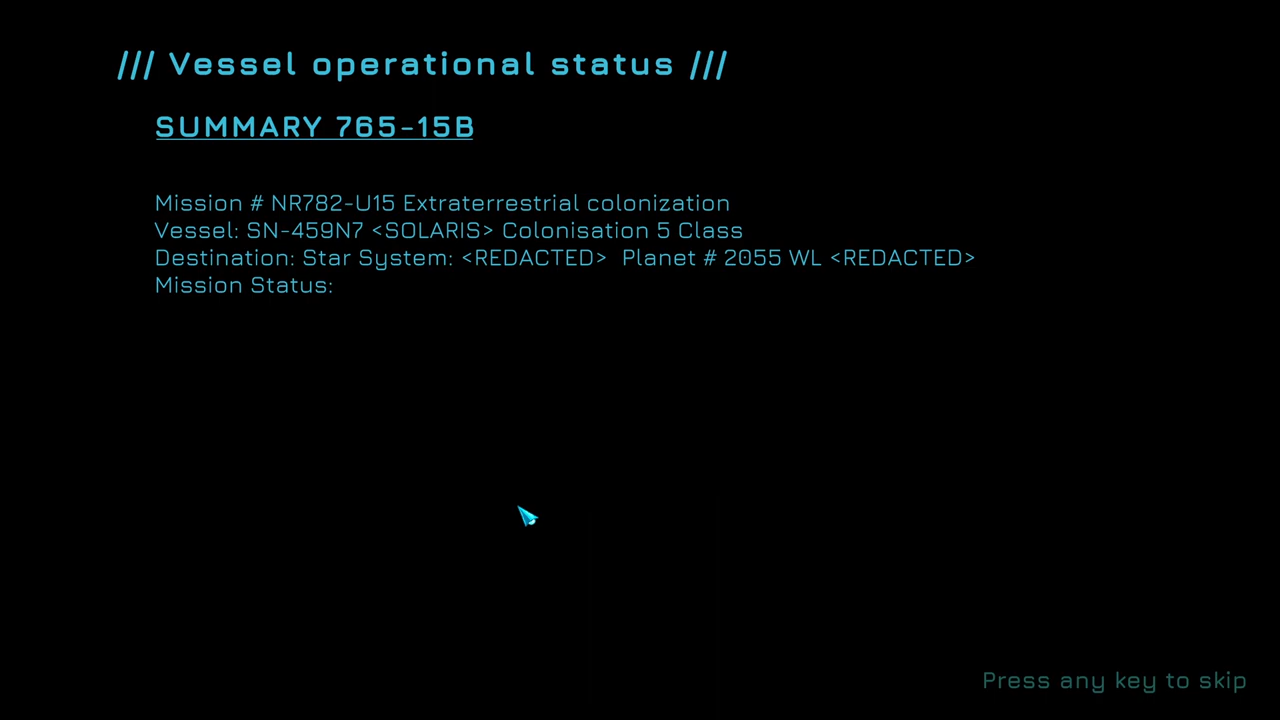 /// Vessel operational status ///
SUMMARY 765-15B
Mission # NR782-U15 Extraterrestrial colonization
Vessel: SN-459N7 <SOLARIS> Colonisation 5 Class
Destination: Star System: <REDACTED>  Planet # 2055 WL <REDACTED>
Mission Status:
Press any key to skip